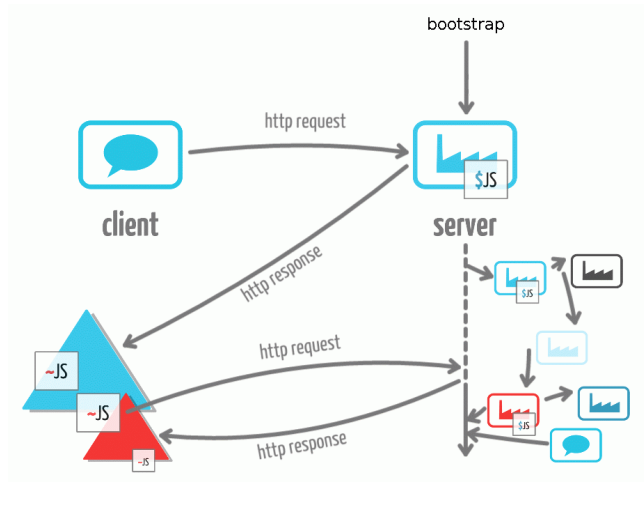 bootstrap
http request
$JS
client
server
http response
$JS
http request
~JS
~JS
$JS
http response
~JS